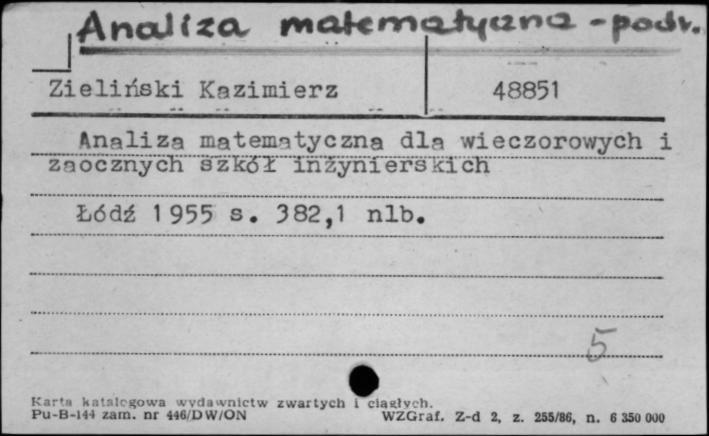 Analiza matematyczna - podr.
Zieliński Kazimierz 48851
Analiza matematyczna dla wieczorowych i
zaocznych szkół inżynierskich
Łódź 1955 s. 382,1 nlb.
5
Karta katalogowa wydawnictw zwartych i ciągłych.
Pu-B-144 zam. nr 446/DW/ON WZGraf. Z-d 2, z. 255/86, n. 6 350 000